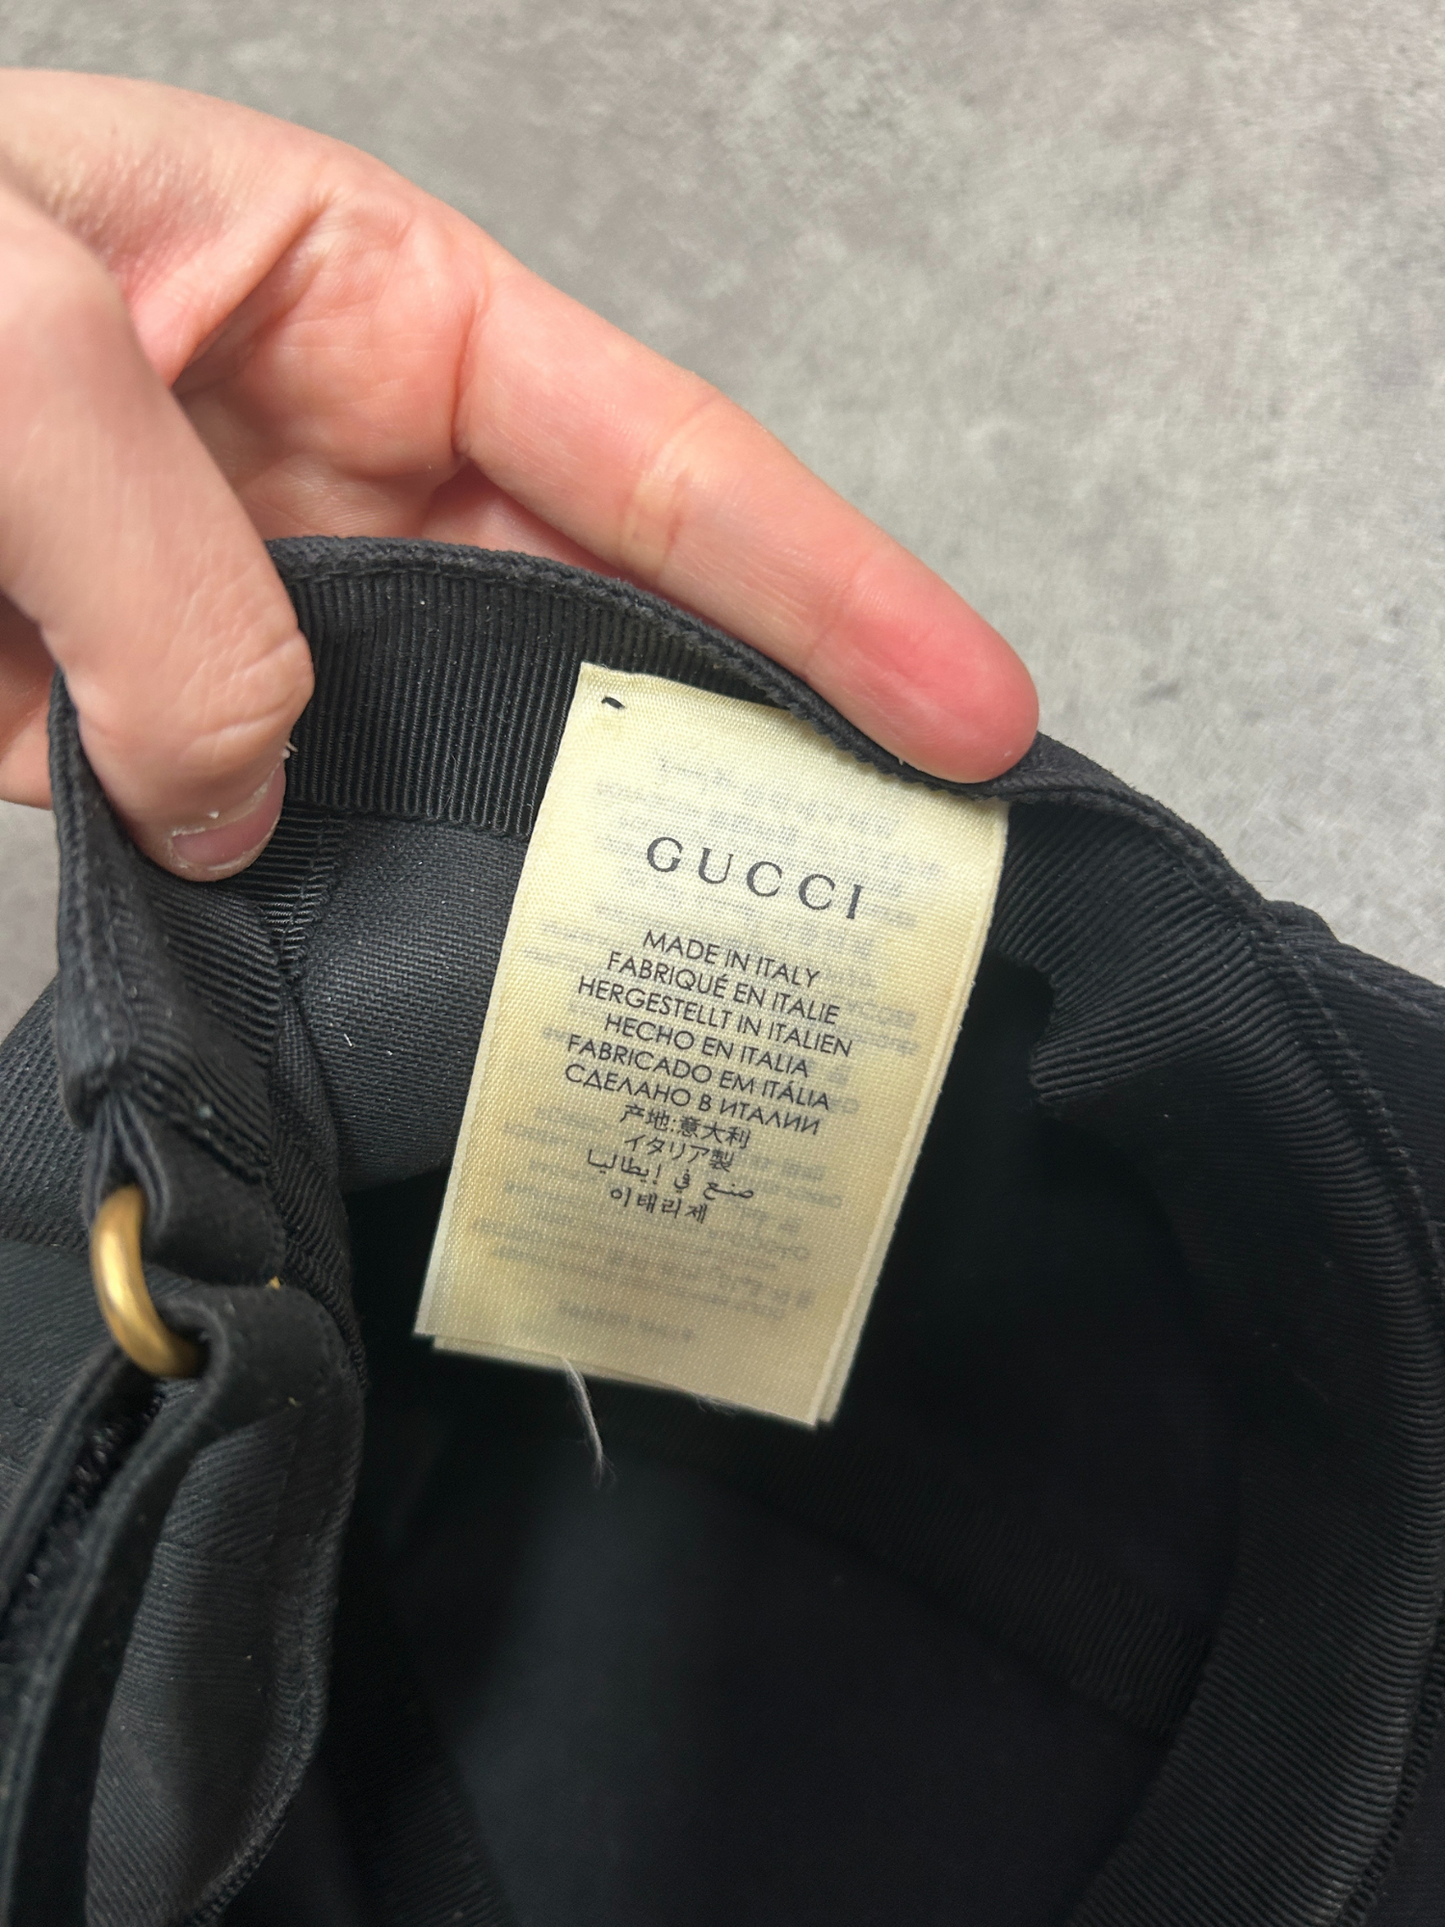 GUCCI
MADE IN ITALY
FABRIQUÉ EN ITALIE
HERGESTELLT IN ITALIEN
HECHO EN ITALIA
FABRICADO EM ITÁLIA
СДЕЛАНО В ИТАЛИИ
产地:意大利
イタリア製
صنع في إيطاليا
이태리제